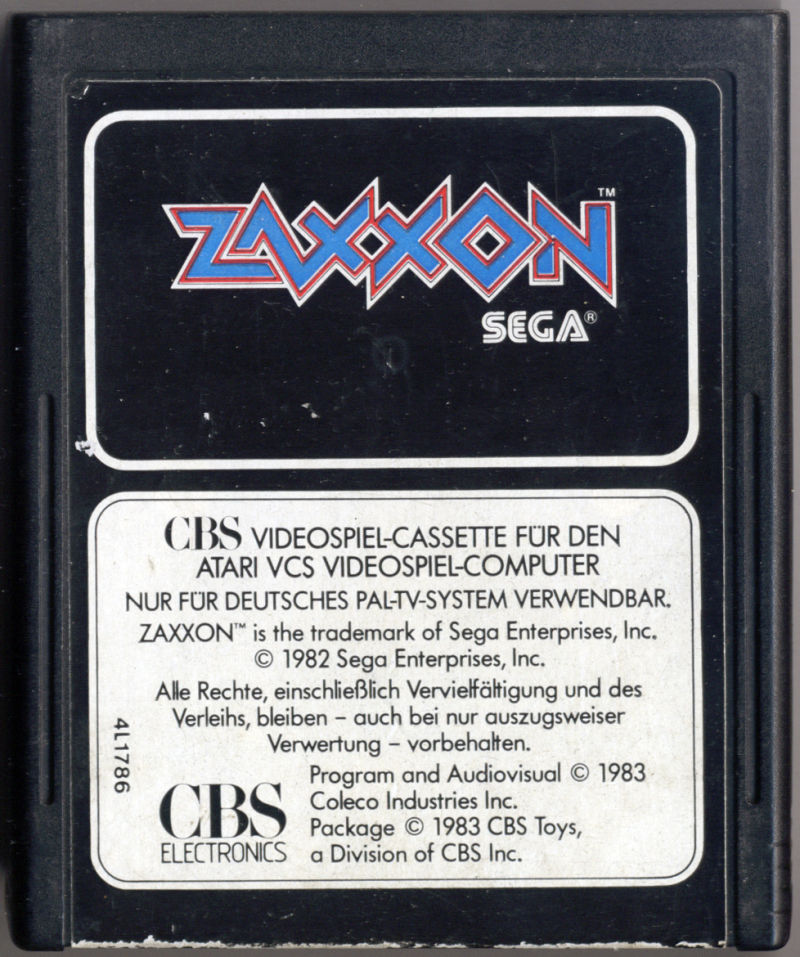 ZAXXON™
SEGA®
CBS VIDEOSPIEL-CASSETTE FÜR DEN
ATARI VCS VIDEOSPIEL-COMPUTER
NUR FÜR DEUTSCHES PAL-TV-SYSTEM VERWENDBAR.
ZAXXON™ is the trademark of Sega Enterprises, Inc.
© 1982 Sega Enterprises, Inc.
Alle Rechte, einschließlich Vervielfältigung und des
Verleihs, bleiben – auch bei nur auszugsweiser
Verwertung – vorbehalten.
4L1786
CBS
ELECTRONICS
Program and Audiovisual © 1983
Coleco Industries Inc.
Package © 1983 CBS Toys,
a Division of CBS Inc.